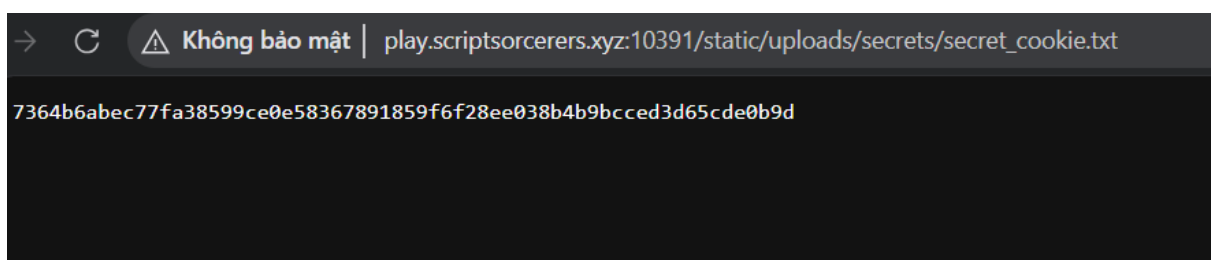 Không bảo mật | play.scriptsorcerers.xyz:10391/static/uploads/secrets/secret_cookie.txt
7364b6abec77fa38599ce0e58367891859f6f28ee038b4b9bcced3d65cde0b9d